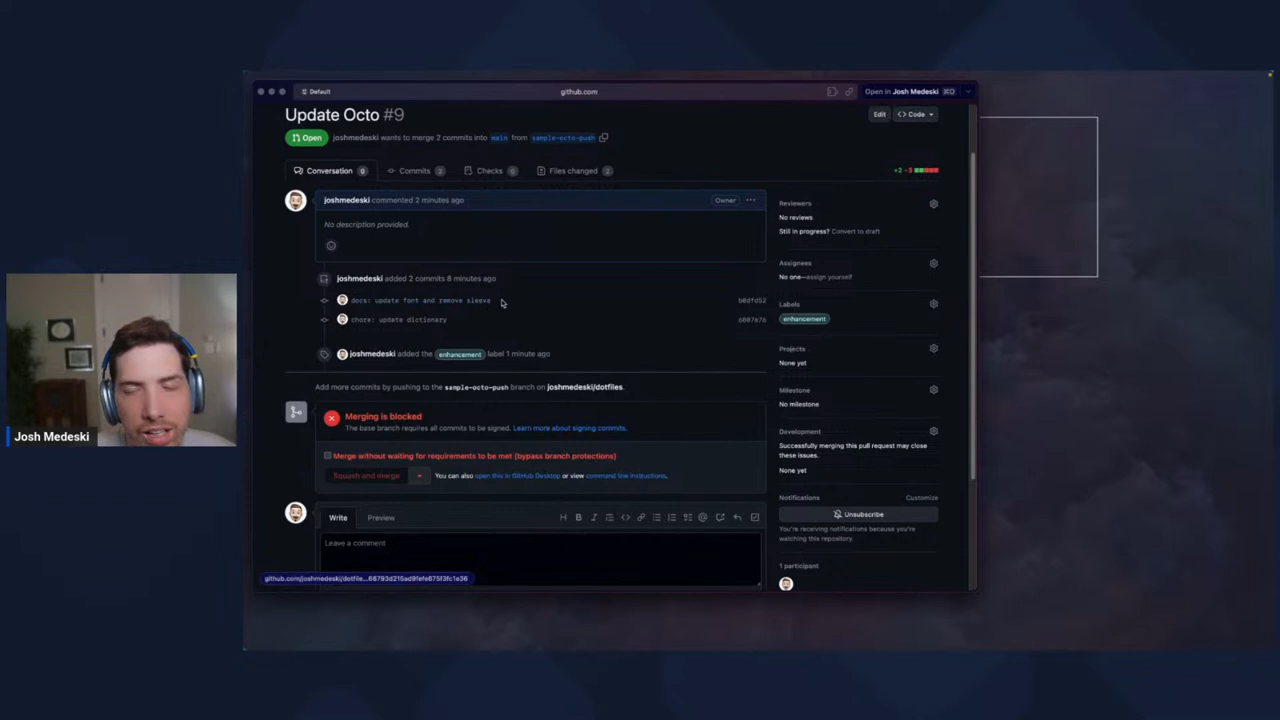 Default
github.com
Open in Josh Medeski ⌘O
Update Octo #9
Edit
<> Code
Open
joshmedeski wants to merge 2 commits into main from sample-octo-push
Conversation 0
Commits 2
Checks 0
Files changed 2
+2 −3
joshmedeski commented 2 minutes ago
Owner
No description provided.
joshmedeski added 2 commits 8 minutes ago
docs: update font and remove sleeve
b0dfd52
chore: update dictionary
6807e76
joshmedeski added the enhancement label 1 minute ago
Add more commits by pushing to the sample-octo-push branch on joshmedeski/dotfiles.
Merging is blocked
The base branch requires all commits to be signed. Learn more about signing commits.
Merge without waiting for requirements to be met (bypass branch protections)
Squash and merge
You can also open this in GitHub Desktop or view command line instructions.
Write
Preview
Leave a comment
Reviewers
No reviews
Still in progress? Convert to draft
Assignees
No one—assign yourself
Labels
enhancement
Projects
None yet
Milestone
No milestone
Development
Successfully merging this pull request may close
these issues.
None yet
Notifications
Customize
Unsubscribe
You're receiving notifications because you're
watching this repository.
1 participant
Josh Medeski